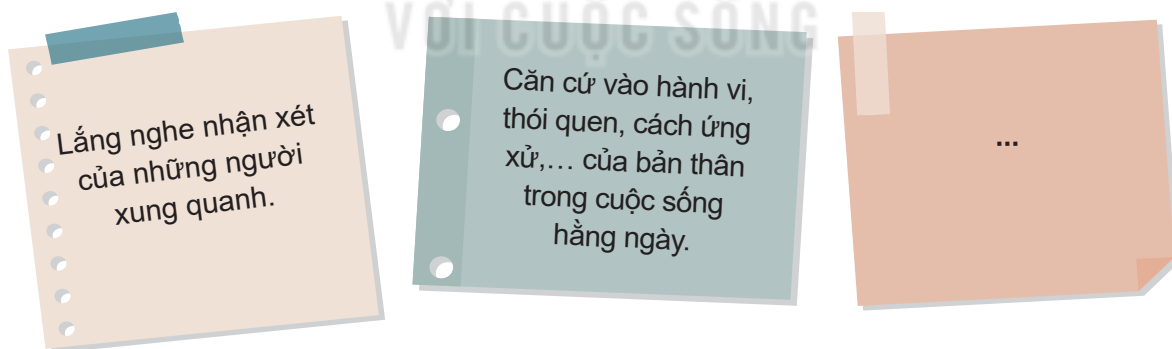 VỚI CUỘC SỐNG
Lắng nghe nhận xét
của những người
xung quanh.
Căn cứ vào hành vi,
thói quen, cách ứng
xử,... của bản thân
trong cuộc sống
hằng ngày.
...